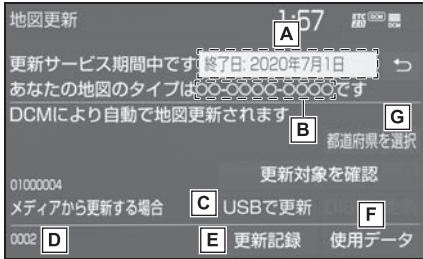 地図更新 1:57 ETC DCM
A
更新サービス期間中です 終了日: 2020年7月1日
あなたの地図のタイプは○○-○○○○-○○○○です
DCMにより自動で地図更新されます B G
都道府県を選択
更新対象を確認
01000004
メディアから更新する場合 C USBで更新 F
0002 D E 更新記録 使用データ